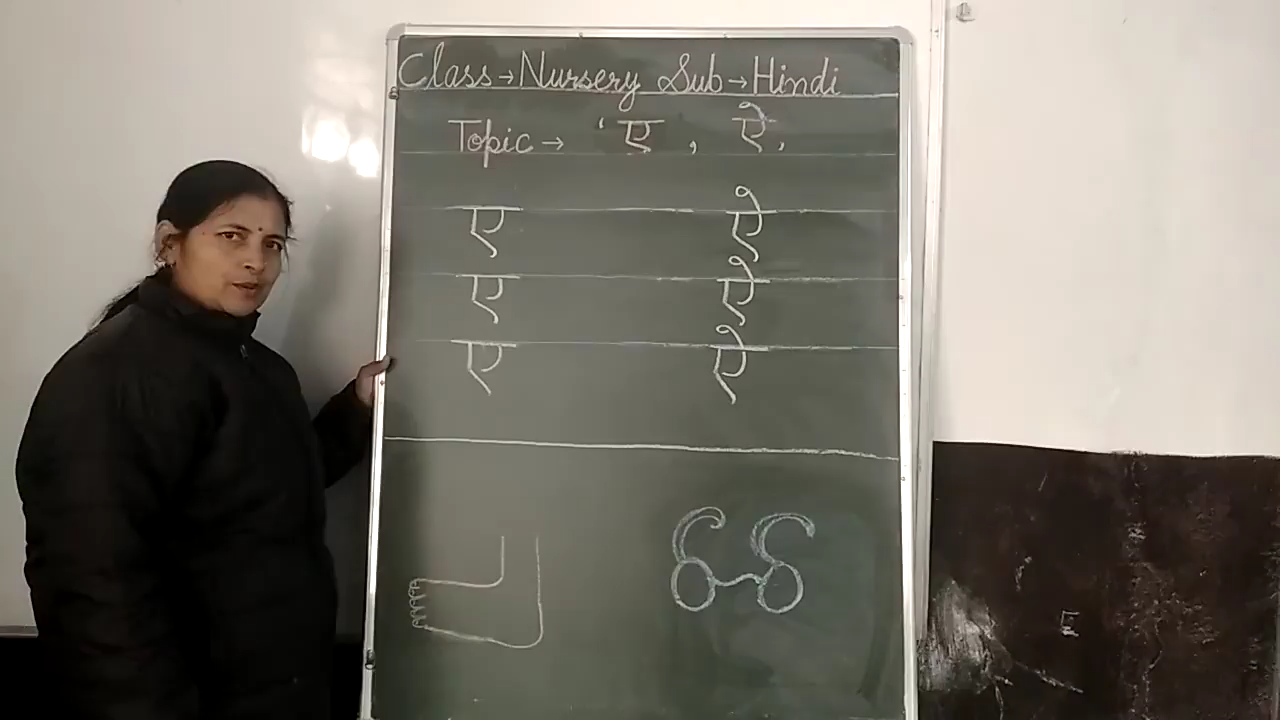 Class → Nursery Sub → Hindi
Topic → ' ए , ऐ.
ए ऐ
ए ऐ
ए ऐ
E